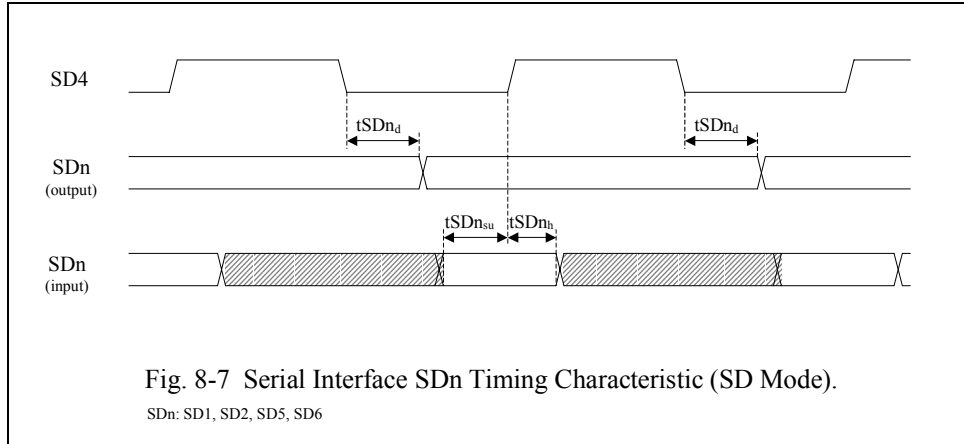 SD4
tSDnd tSDnd
SDn
(output)
tSDnsu tSDnh
SDn
(input)
Fig. 8-7 Serial Interface SDn Timing Characteristic (SD Mode).
SDn: SD1, SD2, SD5, SD6